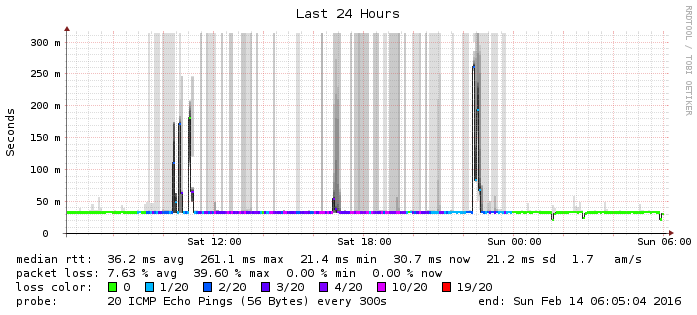 Last 24 Hours
RRDTOOL / TOBI OETIKER
Seconds
300 m
250 m
200 m
150 m
100 m
50 m
0
Sat 12:00 Sat 18:00 Sun 00:00 Sun 06:00
median rtt: 36.2 ms avg 261.1 ms max 21.4 ms min 30.7 ms now 21.2 ms sd 1.7 am/s
packet loss: 7.63 % avg 39.60 % max 0.00 % min 0.00 % now
loss color: 0 1/20 2/20 3/20 4/20 10/20 19/20
probe: 20 ICMP Echo Pings (56 Bytes) every 300s end: Sun Feb 14 06:05:04 2016